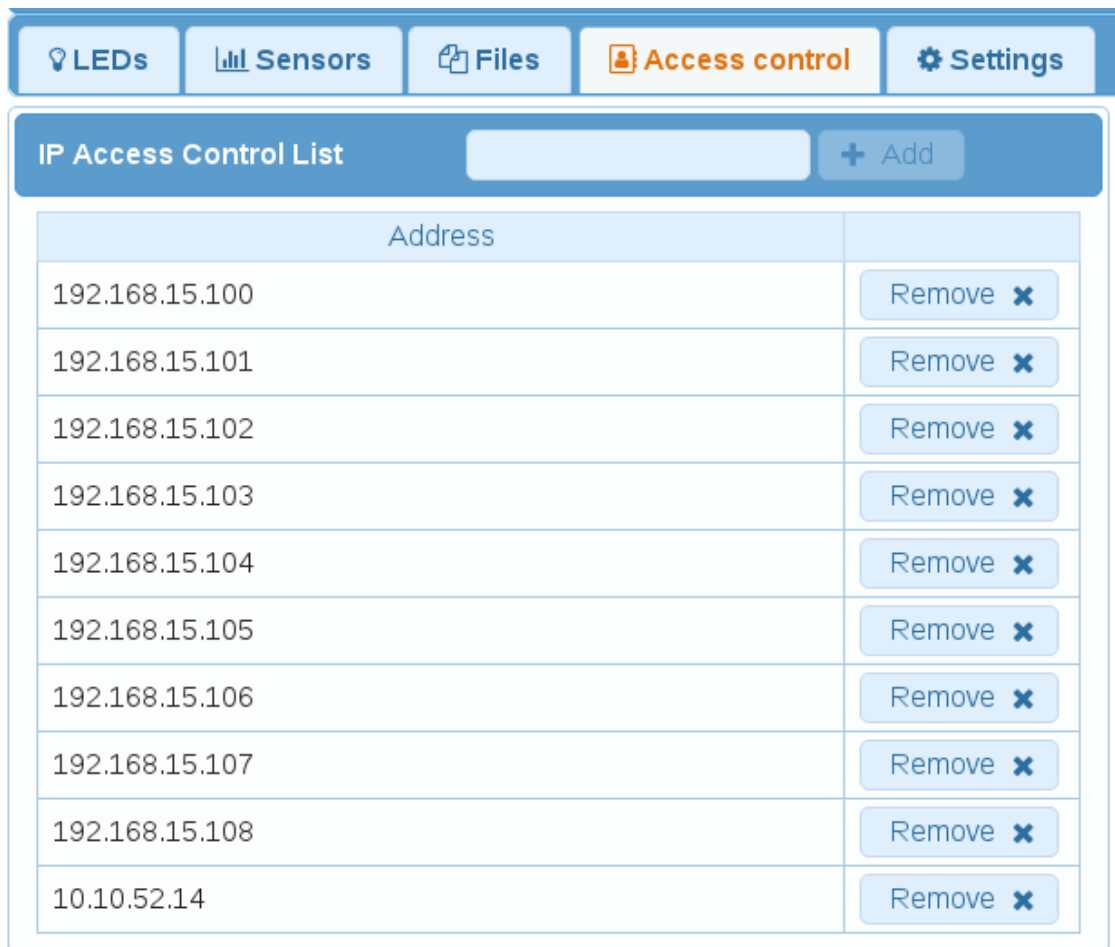 LEDs Sensors Files Access control Settings
IP Access Control List Add
Address
192.168.15.100 Remove
192.168.15.101 Remove
192.168.15.102 Remove
192.168.15.103 Remove
192.168.15.104 Remove
192.168.15.105 Remove
192.168.15.106 Remove
192.168.15.107 Remove
192.168.15.108 Remove
10.10.52.14 Remove